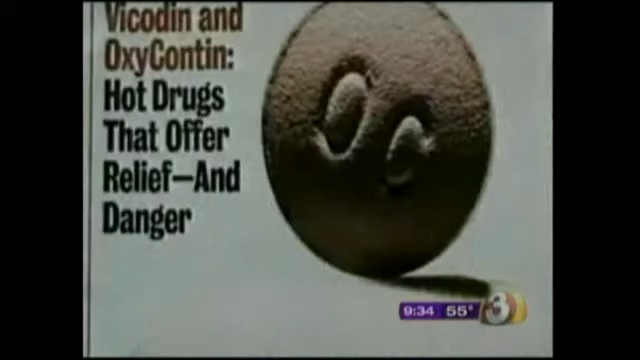 Vicodin and
OxyContin:
Hot Drugs
That Offer
Relief—And
Danger
OC
9:34 55° 3